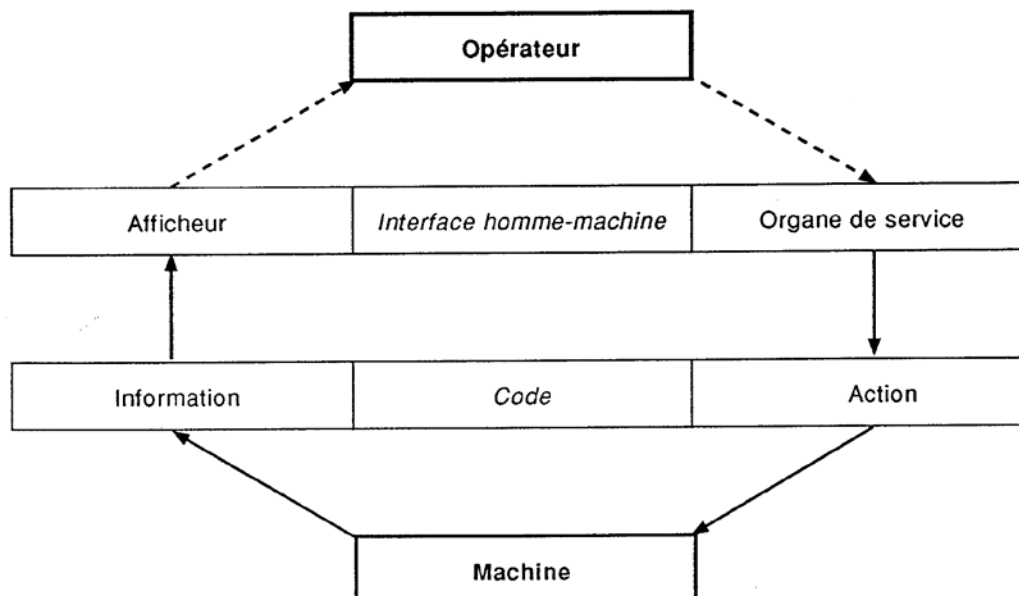 Opérateur
Afficheur
Interface homme-machine
Organe de service
Information
Code
Action
Machine